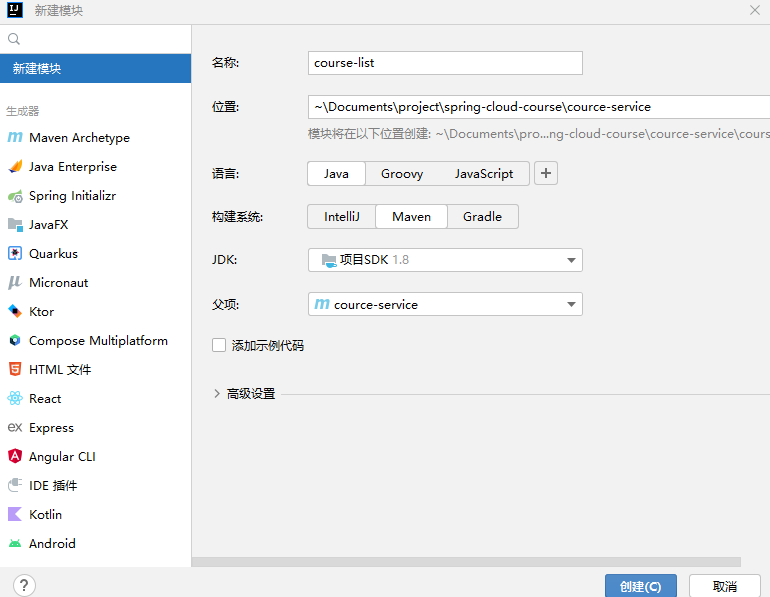 新建模块
新建模块
生成器
Maven Archetype
Java Enterprise
Spring Initializr
JavaFX
Quarkus
Micronaut
Ktor
Compose Multiplatform
HTML 文件
React
Express
Angular CLI
IDE 插件
Kotlin
Android
名称: course-list
位置: ~\Documents\project\spring-cloud-course\cource-service
模块将在以下位置创建: ~\Documents\pro...ng-cloud-course\cource-service\cours
语言: Java Groovy JavaScript +
构建系统: IntelliJ Maven Gradle
JDK: 项目SDK 1.8
父项: cource-service
添加示例代码
高级设置
? 创建(C) 取消